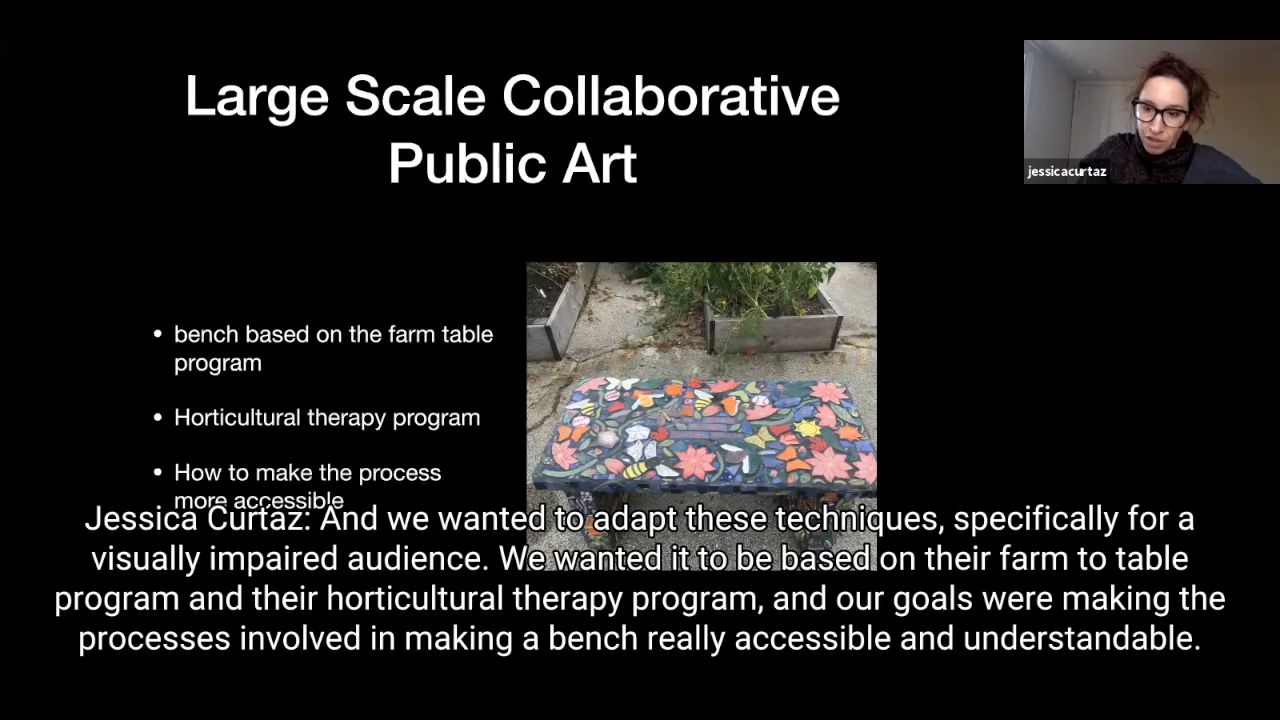 Large Scale Collaborative
Public Art
jessicacurtaz
• bench based on the farm table
program
• Horticultural therapy program
• How to make the process
more accessible
Jessica Curtaz: And we wanted to adapt these techniques, specifically for a
visually impaired audience. We wanted it to be based on their farm to table
program and their horticultural therapy program, and our goals were making the
processes involved in making a bench really accessible and understandable.